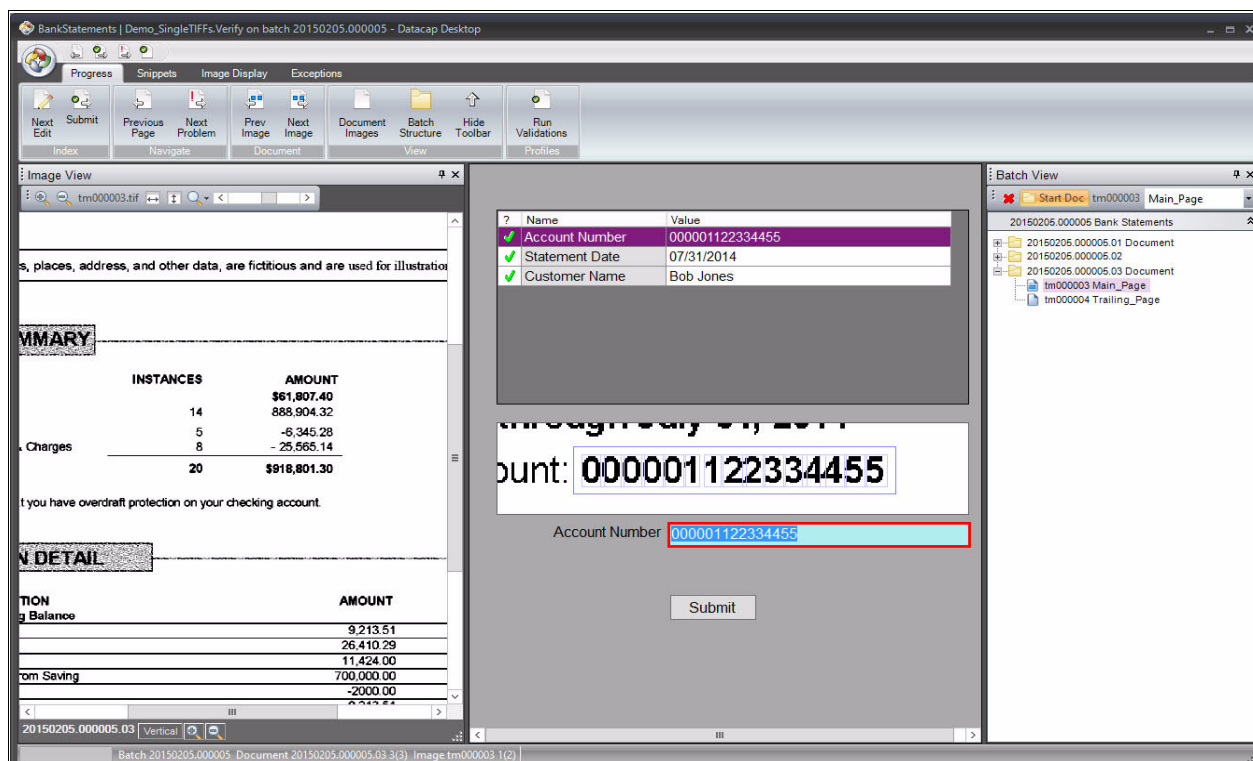 BankStatements | Demo_SingleTIFFs.Verify on batch 20150205.000005 - Datacap Desktop
Progress Snippets Image Display Exceptions
Next Edit Submit Previous Page Next Problem Prev Image Next Image Document Images Batch Structure Hide Toolbar Run Validations
Index Navigate Document View Profiles
Image View
tm000003.tif
s, places, address, and other data, are fictitious and are used for illustration
MMARY
INSTANCES AMOUNT
$61,807.40
14 888,904.32
5 -6,345.28
Charges 8 - 25,565.14
20 $918,801.30
t you have overdraft protection on your checking account.
N DETAIL
TION AMOUNT
g Balance
9,213.51
26,410.29
11,424.00
rom Saving 700,000.00
-2000.00
20150205.000005.03 Vertical
? Name Value
Account Number 000001122334455
Statement Date 07/31/2014
Customer Name Bob Jones
through July 31, 2014
ount: 000001122334455
Account Number 000001122334455
Submit
Batch View
Start Doc tm000003 Main_Page
20150205.000005 Bank Statements
20150205.000005.01 Document
20150205.000005.02
20150205.000005.03 Document
tm000003 Main_Page
tm000004 Trailing_Page
Batch 20150205.000005 Document 20150205.000005.03 3(3) Image tm000003 1(2)